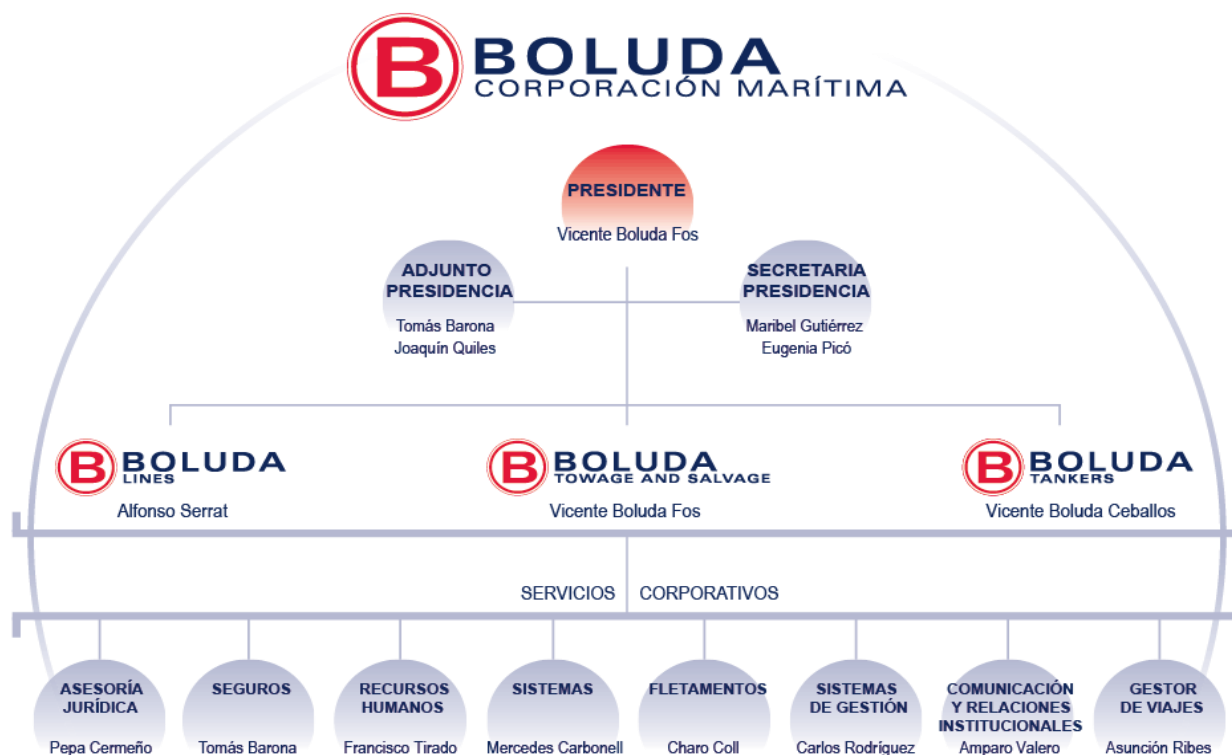 B BOLUDA
CORPORACIÓN MARÍTIMA
PRESIDENTE
Vicente Boluda Fos
ADJUNTO
PRESIDENCIA
Tomás Barona
Joaquín Quiles
SECRETARIA
PRESIDENCIA
Maribel Gutiérrez
Eugenia Picó
B BOLUDA
LINES
Alfonso Serrat
B BOLUDA
TOWAGE AND SALVAGE
Vicente Boluda Fos
B BOLUDA
TANKERS
Vicente Boluda Ceballos
SERVICIOS CORPORATIVOS
ASESORÍA
JURÍDICA
Pepa Cermeño
SEGUROS
Tomás Barona
RECURSOS
HUMANOS
Francisco Tirado
SISTEMAS
Mercedes Carbonell
FLETAMENTOS
Charo Coll
SISTEMAS
DE GESTIÓN
Carlos Rodríguez
COMUNICACIÓN
Y RELACIONES
INSTITUCIONALES
Amparo Valero
GESTOR
DE VIAJES
Asunción Ribes